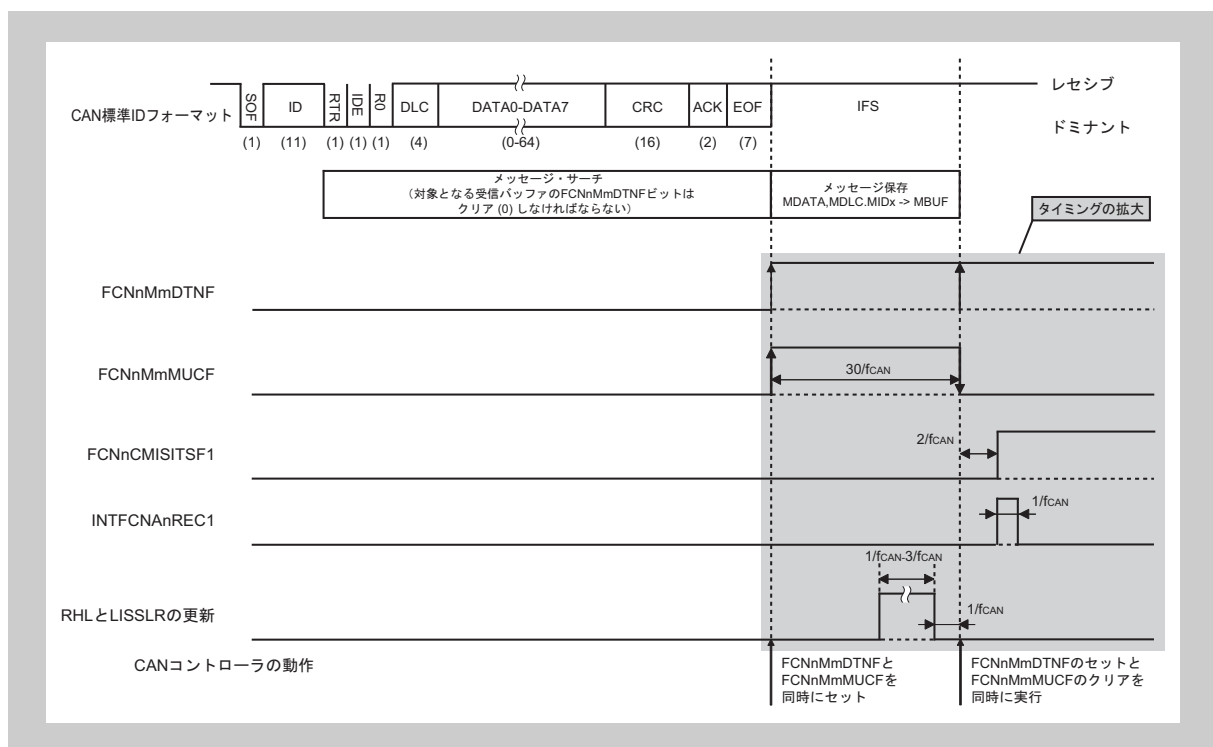 レセシブ
CAN標準IDフォーマット
SOF
ID
RTR
IDE
R0
DLC
DATA0-DATA7
CRC
ACK
EOF
IFS
ドミナント
(1)
(11)
(1)
(1)
(1)
(4)
(0-64)
(16)
(2)
(7)
メッセージ・サーチ
（対象となる受信バッファのFCNnMmDTNFビットは
クリア (0) しなければならない）
メッセージ保存
MDATA,MDLC.MIDx -> MBUF
タイミングの拡大
FCNnMmDTNF
FCNnMmMUCF
30/fCAN
FCNnCMISITSF1
2/fCAN
INTFCNAnREC1
1/fCAN
1/fCAN-3/fCAN
RHLとLISSLRの更新
1/fCAN
CANコントローラの動作
FCNnMmDTNFと
FCNnMmMUCFを
同時にセット
FCNnMmDTNFのセットと
FCNnMmMUCFのクリアを
同時に実行